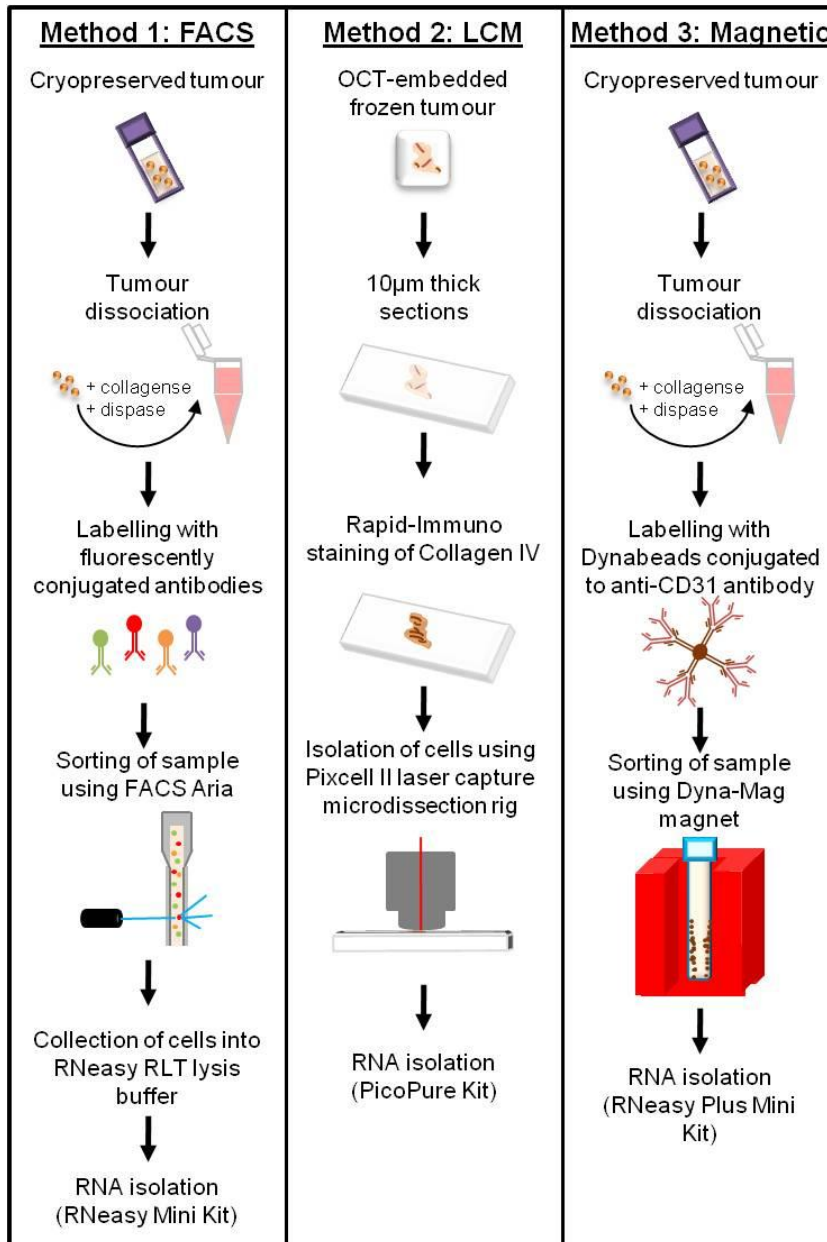 Method 1: FACS
Cryopreserved tumour
Tumour
dissociation
+ collagense
+ dispase
Labelling with
fluorescently
conjugated antibodies
Sorting of sample
using FACS Aria
Collection of cells into
RNeasy RLT lysis
buffer
RNA isolation
(RNeasy Mini Kit)
Method 2: LCM
OCT-embedded
frozen tumour
10µm thick
sections
Rapid-Immuno
staining of Collagen IV
Isolation of cells using
Pixcell II laser capture
microdissection rig
RNA isolation
(PicoPure Kit)
Method 3: Magnetic
Cryopreserved tumour
Tumour
dissociation
+ collagense
+ dispase
Labelling with
Dynabeads conjugated
to anti-CD31 antibody
Sorting of sample
using Dyna-Mag
magnet
RNA isolation
(RNeasy Plus Mini
Kit)